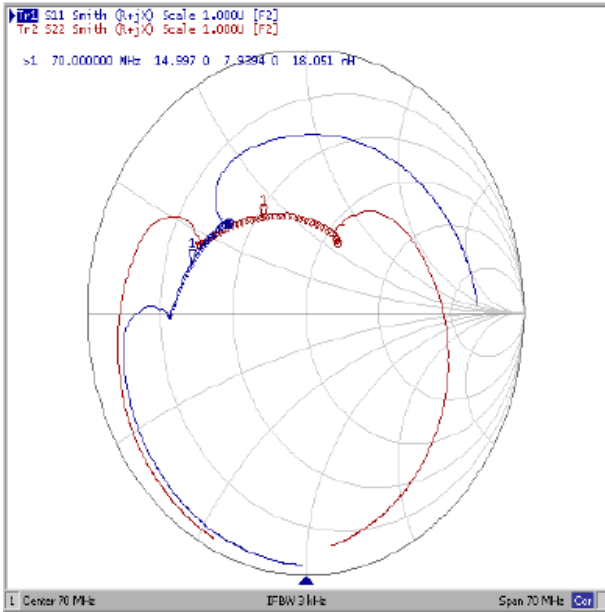 Tr1 S11 Smith (R+jX) Scale 1.000U [F2]
Tr2 S22 Smith (R+jX) Scale 1.000U [F2]
>1 70.000000 MHz 14.997 Ω 7.9394 Ω 18.051 nH
1
1
1 Center 70 MHz IFBW 3 kHz Span 70 MHz Cor